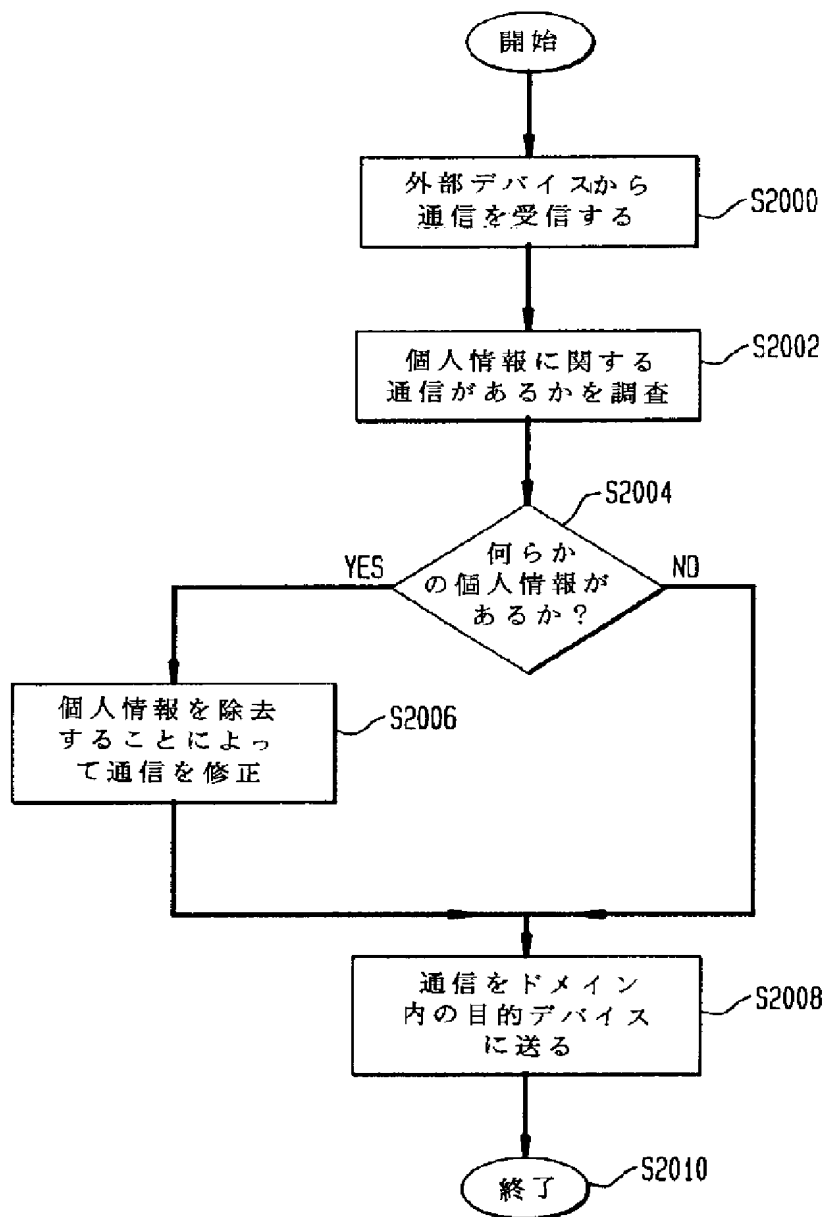 開始
外部デバイスから
通信を受信する
S2000
S2002
個人情報に関する
通信があるかを調査
S2004
YES
何らか
の個人情報が
あるか？
NO
個人情報を除去
することによっ
て通信を修正
S2006
通信をドメイン
内の目的デバイス
に送る
S2008
終了
S2010